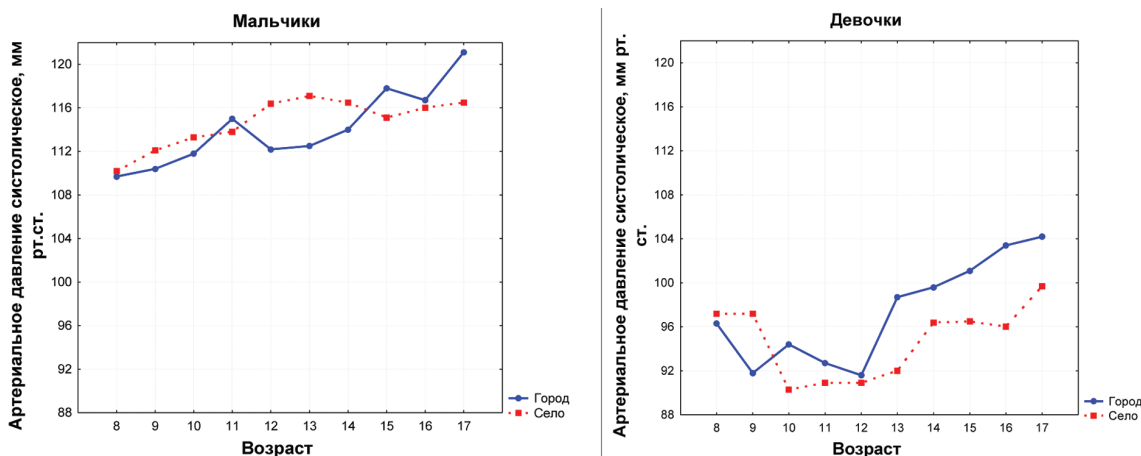 Мальчики
Артериальное давление систолическое, мм
рт.ст.
120
116
112
108
104
100
96
92
88
8 9 10 11 12 13 14 15 16 17
Возраст
Город
Село
Девочки
Артериальное давление систолическое, мм рт.
ст.
120
116
112
108
104
100
96
92
88
8 9 10 11 12 13 14 15 16 17
Возраст
Город
Село